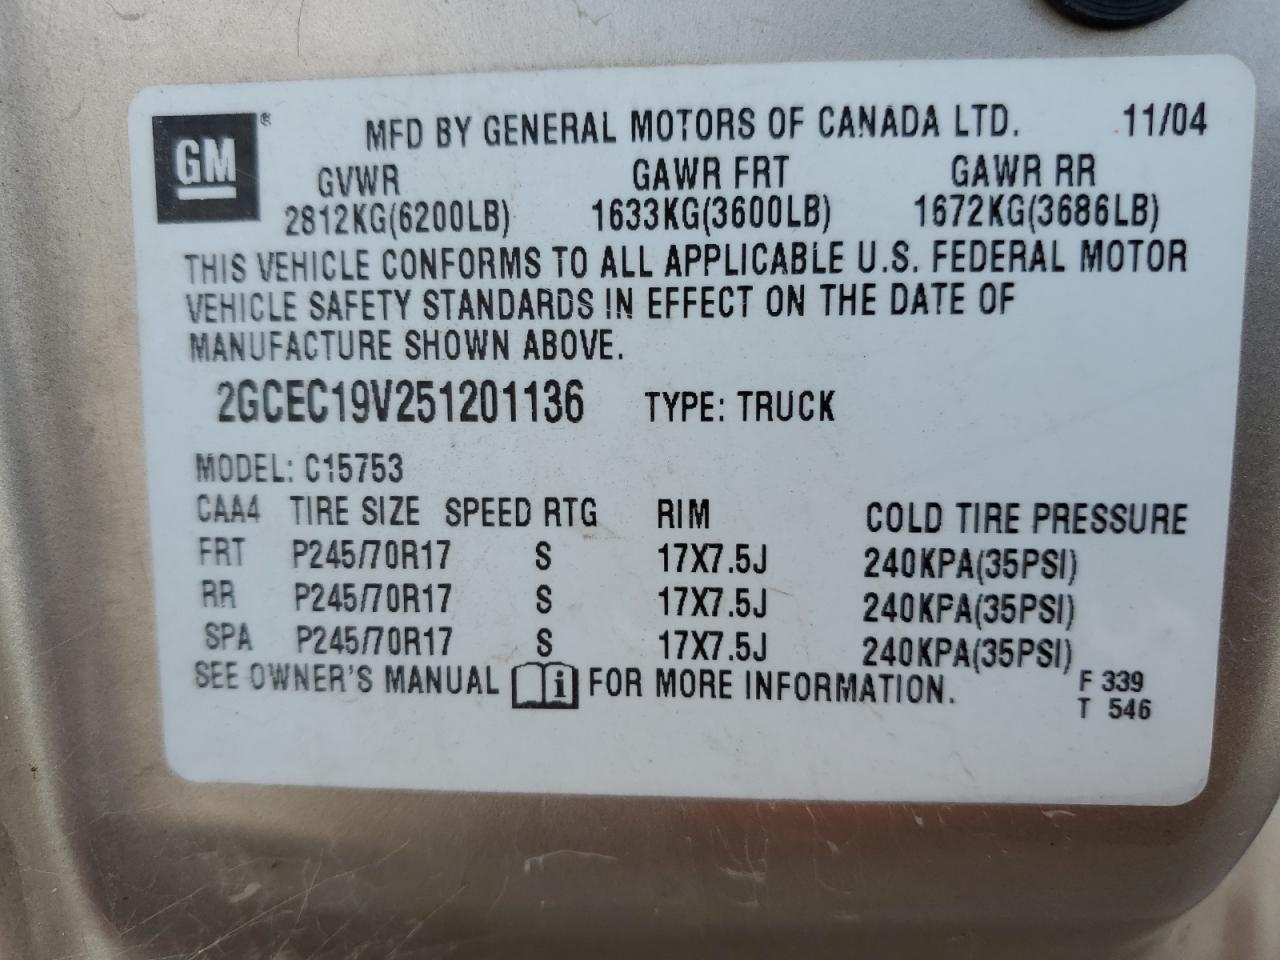 GM®
MFD BY GENERAL MOTORS OF CANADA LTD. 11/04
GVWR GAWR FRT GAWR RR
2812KG(6200LB) 1633KG(3600LB) 1672KG(3686LB)
THIS VEHICLE CONFORMS TO ALL APPLICABLE U.S. FEDERAL MOTOR
VEHICLE SAFETY STANDARDS IN EFFECT ON THE DATE OF
MANUFACTURE SHOWN ABOVE.
2GCEC19V251201136 TYPE: TRUCK
MODEL: C15753
CAA4 TIRE SIZE SPEED RTG RIM COLD TIRE PRESSURE
FRT P245/70R17 S 17X7.5J 240KPA(35PSI)
RR P245/70R17 S 17X7.5J 240KPA(35PSI)
SPA P245/70R17 S 17X7.5J 240KPA(35PSI)
SEE OWNER'S MANUAL i FOR MORE INFORMATION. F 339
T 546